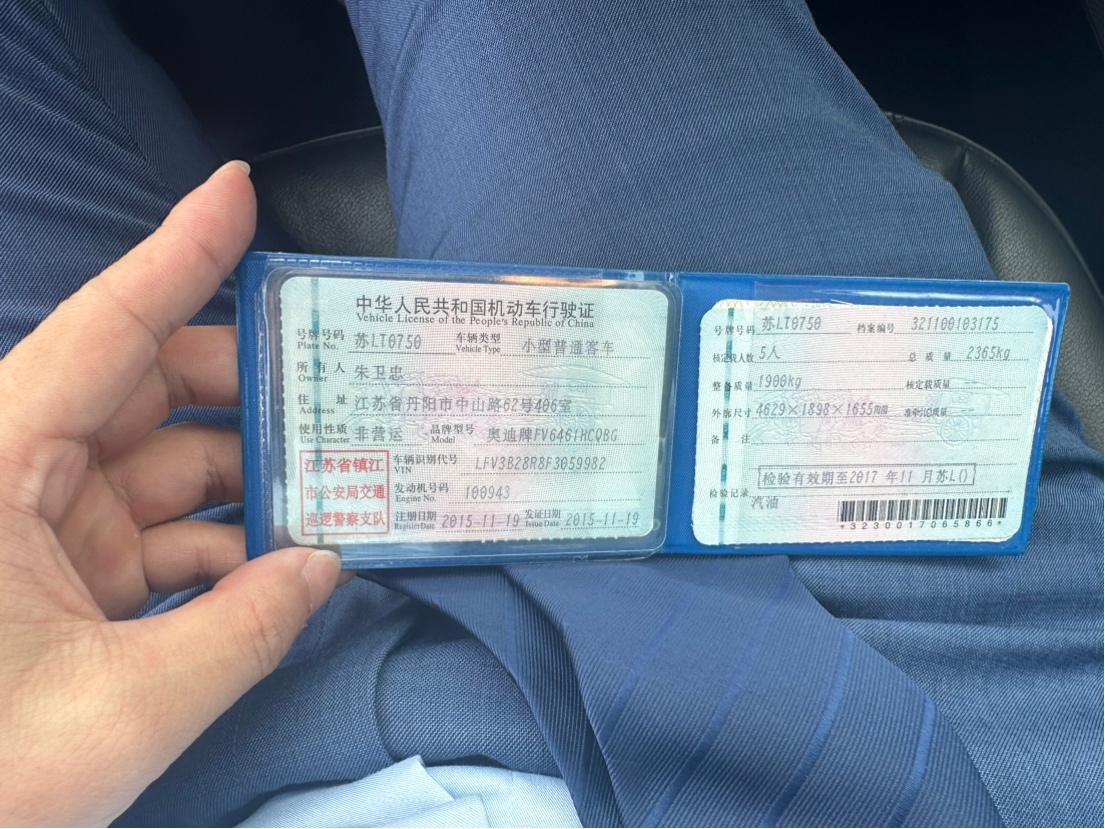 中华人民共和国机动车行驶证
Vehicle License of the People's Republic of China
号牌号码 Plate No. 苏LT0750 车辆类型 Vehicle Type 小型普通客车
所有人 Owner 朱卫忠
住址 Address 江苏省丹阳市中山路62号406室
使用性质 Use Character 非营运 品牌型号 Model 奥迪牌FV6461HCQBG
江苏省镇江
市公安局交通
巡逻警察支队
车辆识别代号 VIN LFV3B28R8F3059982
发动机号码 Engine No. 100943
注册日期 Register Date 2015-11-19 发证日期 Issue Date 2015-11-19
号牌号码 苏LT0750 档案编号 321100103175
核定载人数 5人 总质量 2365kg
整备质量 1900kg 核定载质量 --
外廓尺寸 4629×1898×1655 准牵引总质量 --
备注
检验有效期至2017 年11 月苏L()
检验记录
汽油
*3230017065866*